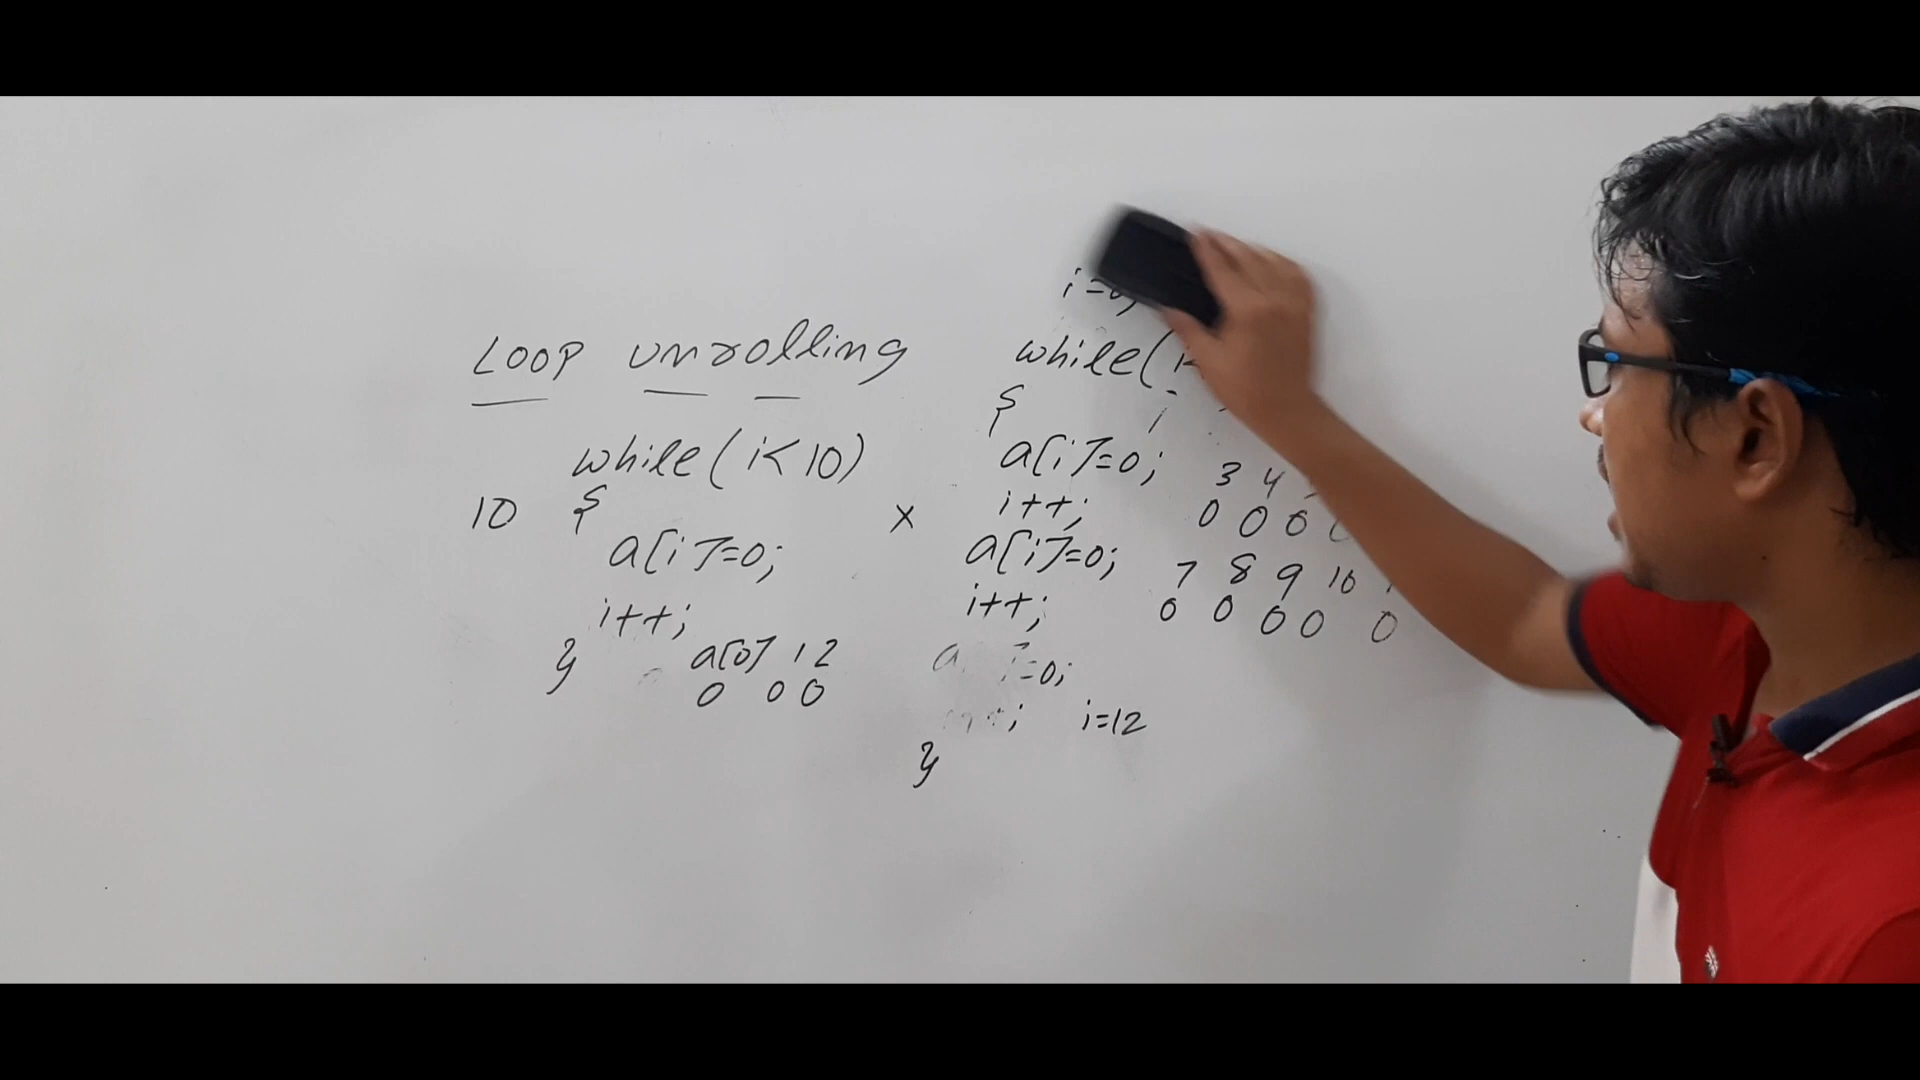 Loop unrolling
while(i<10)
10 {
a[i]=0;
i++;
}
a[0] 1 2
0 0 0
x
i=0;
while(i<
{
a[i]=0;
i++;
a[i]=0;
i++;
=0;
; i=12
}
3 4
0 0 0
7 8 9 10
0 0 0 0 0